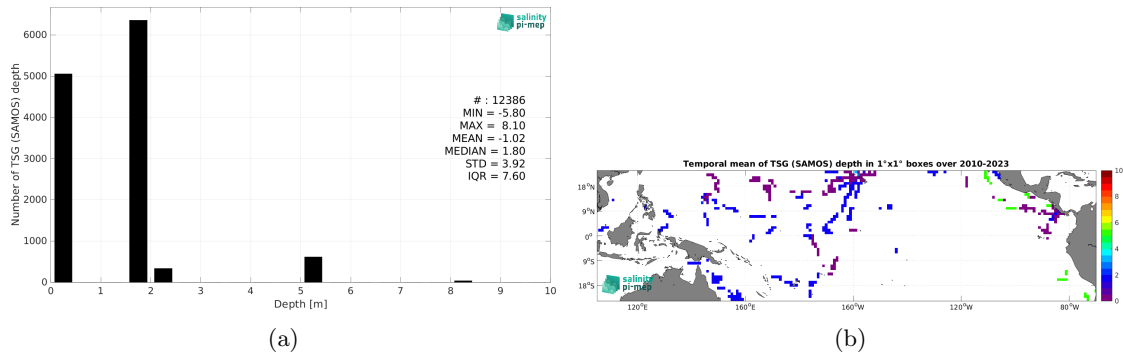 salinity
pi-mep
Number of TSG (SAMOS) depth
6000
5000
4000
3000
2000
1000
0
# : 12386
MIN = -5.80
MAX = 8.10
MEAN = -1.02
MEDIAN = 1.80
STD = 3.92
IQR = 7.60
0 1 2 3 4 5 6 7 8 9 10
Depth [m]
(a)
Temporal mean of TSG (SAMOS) depth in 1°x1° boxes over 2010-2023
18°N
9°N
0°
9°S
18°S
salinity
pi-mep
120°E 160°E 160°W 120°W 80°W
10
8
6
4
2
0
(b)